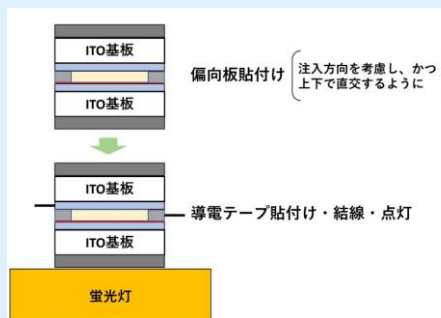 ITO基板
偏向板貼付け
注入方向を考慮し、かつ
上下で直交するように
ITO基板
ITO基板
導電テープ貼付け・結線・点灯
ITO基板
蛍光灯